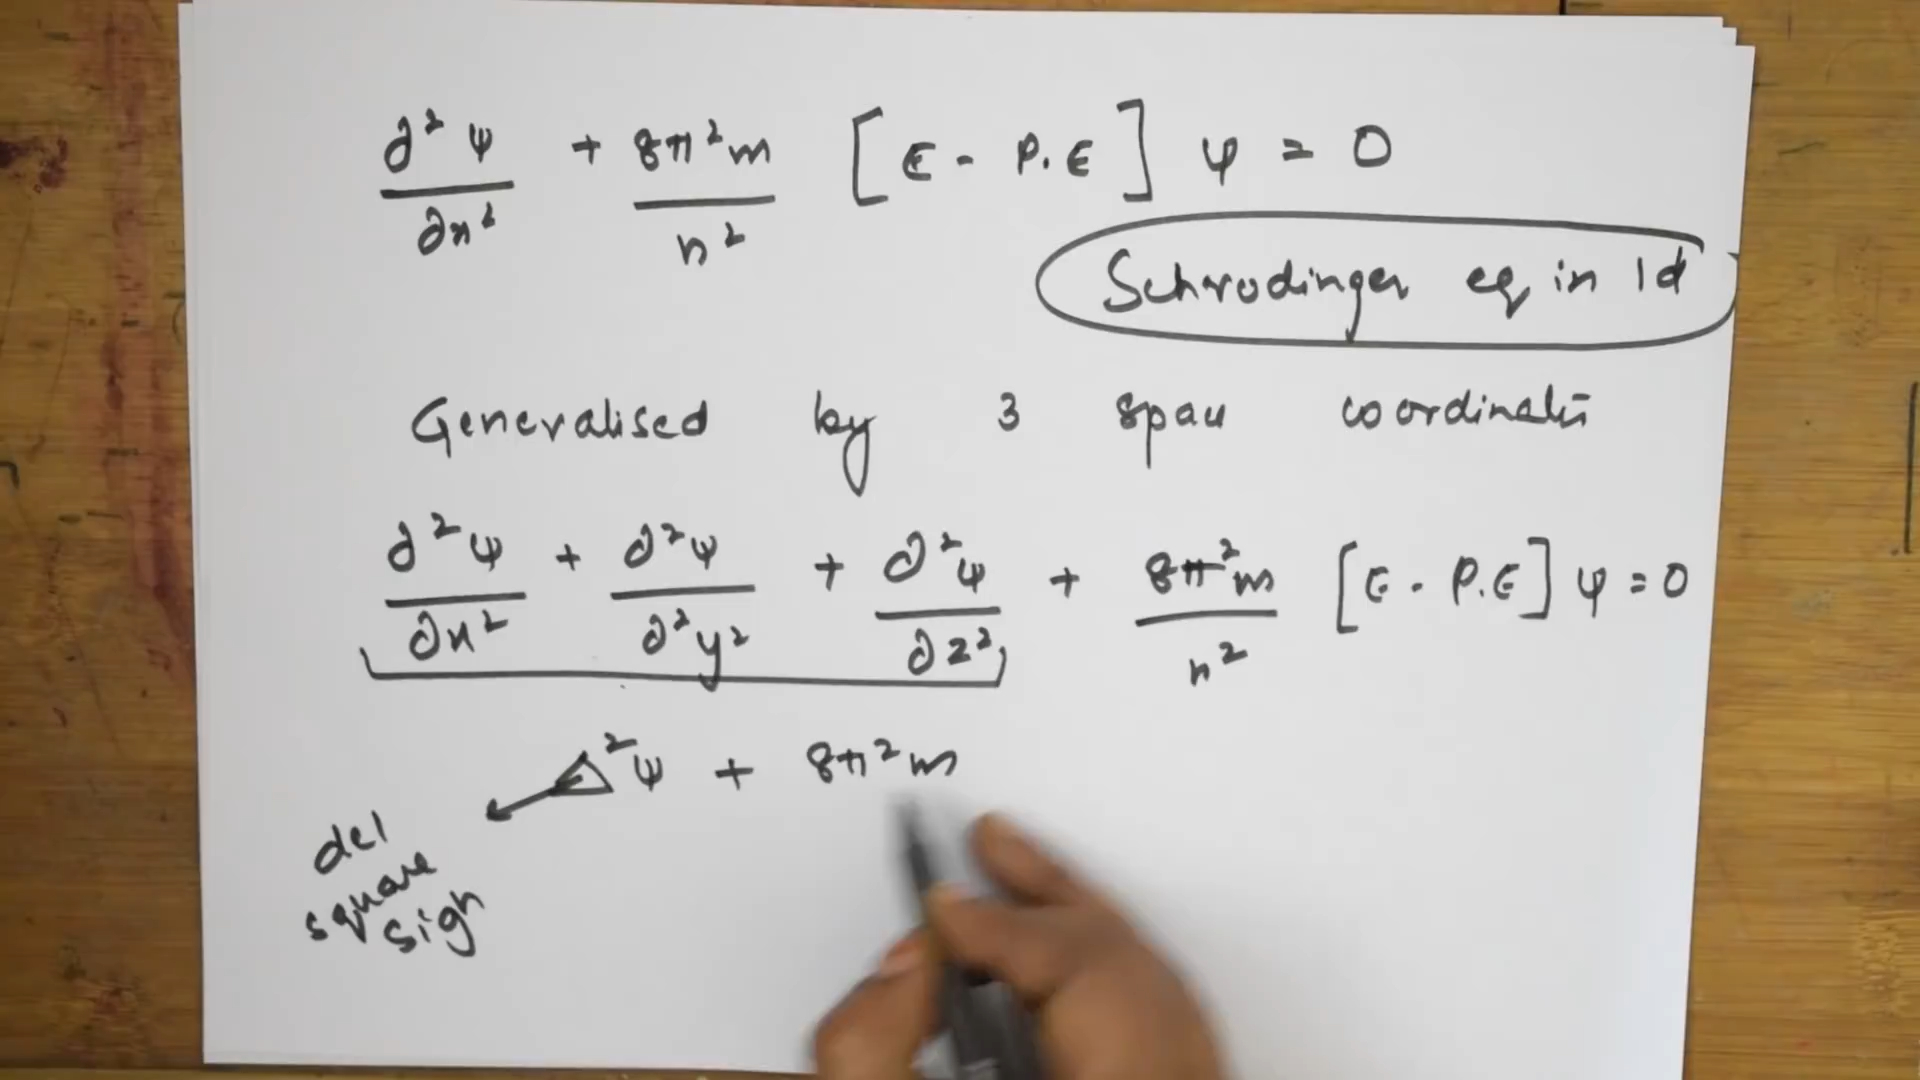 ∂²ψ/∂x² + 8π²m/h² [E - P.E] ψ = 0
Schrodinger eq in 1d
Generalised by 3 space coordinates
∂²ψ/∂x² + ∂²ψ/∂²y² + ∂²ψ/∂z² + 8π²m/h² [E - P.E] ψ = 0
△²ψ + 8π²m
del
square
sign